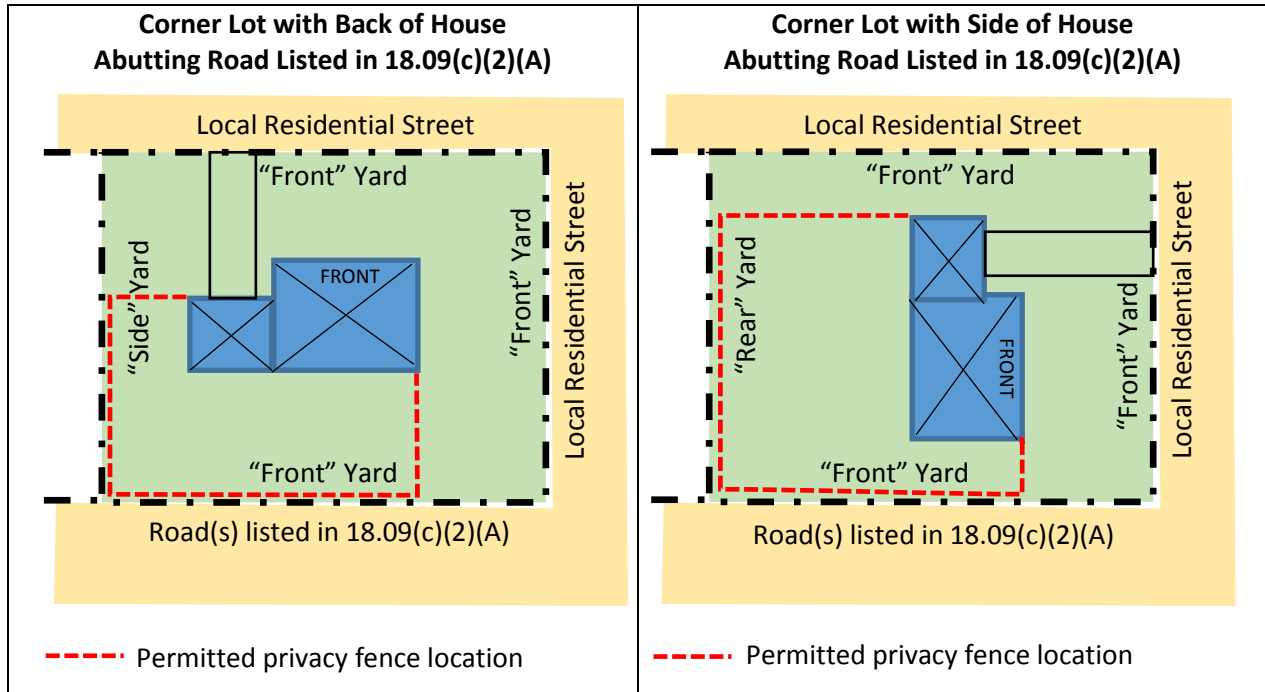 Corner Lot with Back of House
Abutting Road Listed in 18.09(c)(2)(A)
Local Residential Street
“Front” Yard
“Side” Yard
FRONT
“Front” Yard
Local Residential Street
“Front” Yard
Road(s) listed in 18.09(c)(2)(A)
Permitted privacy fence location
Corner Lot with Side of House
Abutting Road Listed in 18.09(c)(2)(A)
Local Residential Street
“Front” Yard
“Rear” Yard
FRONT
“Front” Yard
Local Residential Street
“Front” Yard
Road(s) listed in 18.09(c)(2)(A)
Permitted privacy fence location